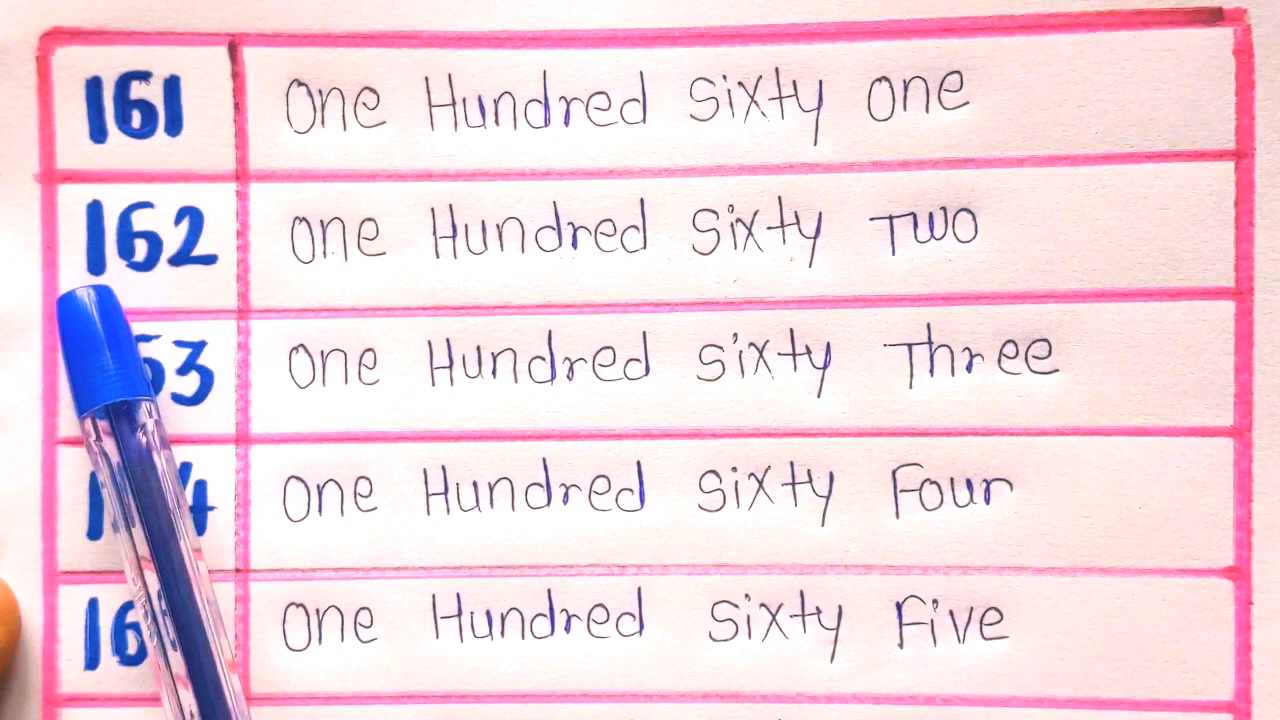 161 One Hundred Sixty One
162 One Hundred Sixty Two
One Hundred Sixty Three
One Hundred Sixty Four
One Hundred Sixty Five